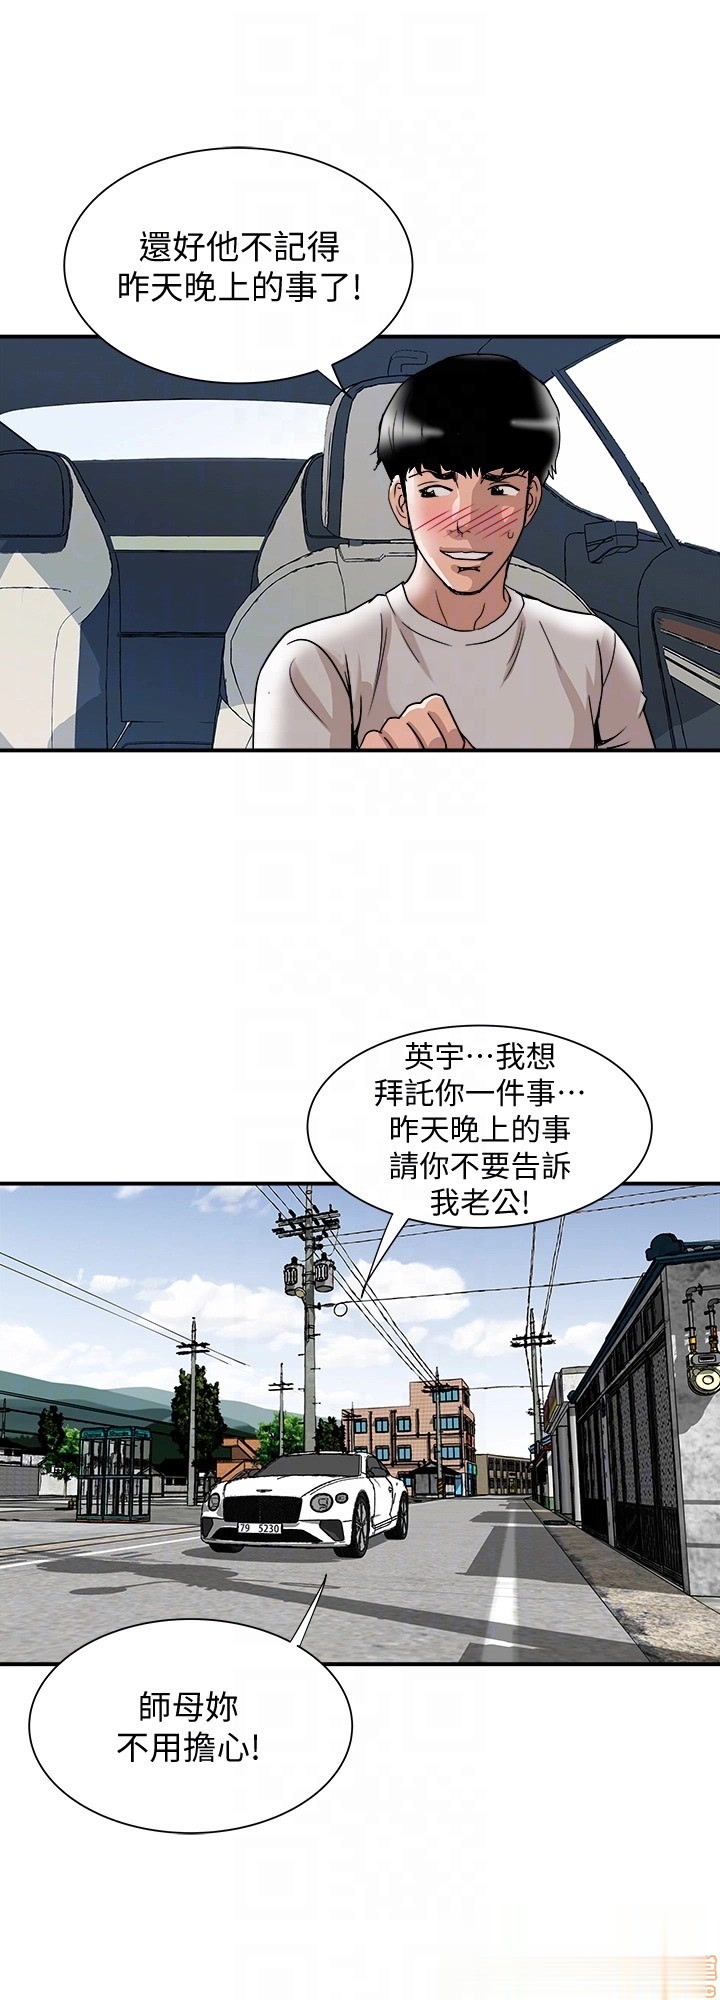 還好他不記得
昨天晚上的事了!
英宇…我想
拜託你一件事…
昨天晚上的事
請你不要告訴
我老公!
79 5230
師母妳
不用擔心!